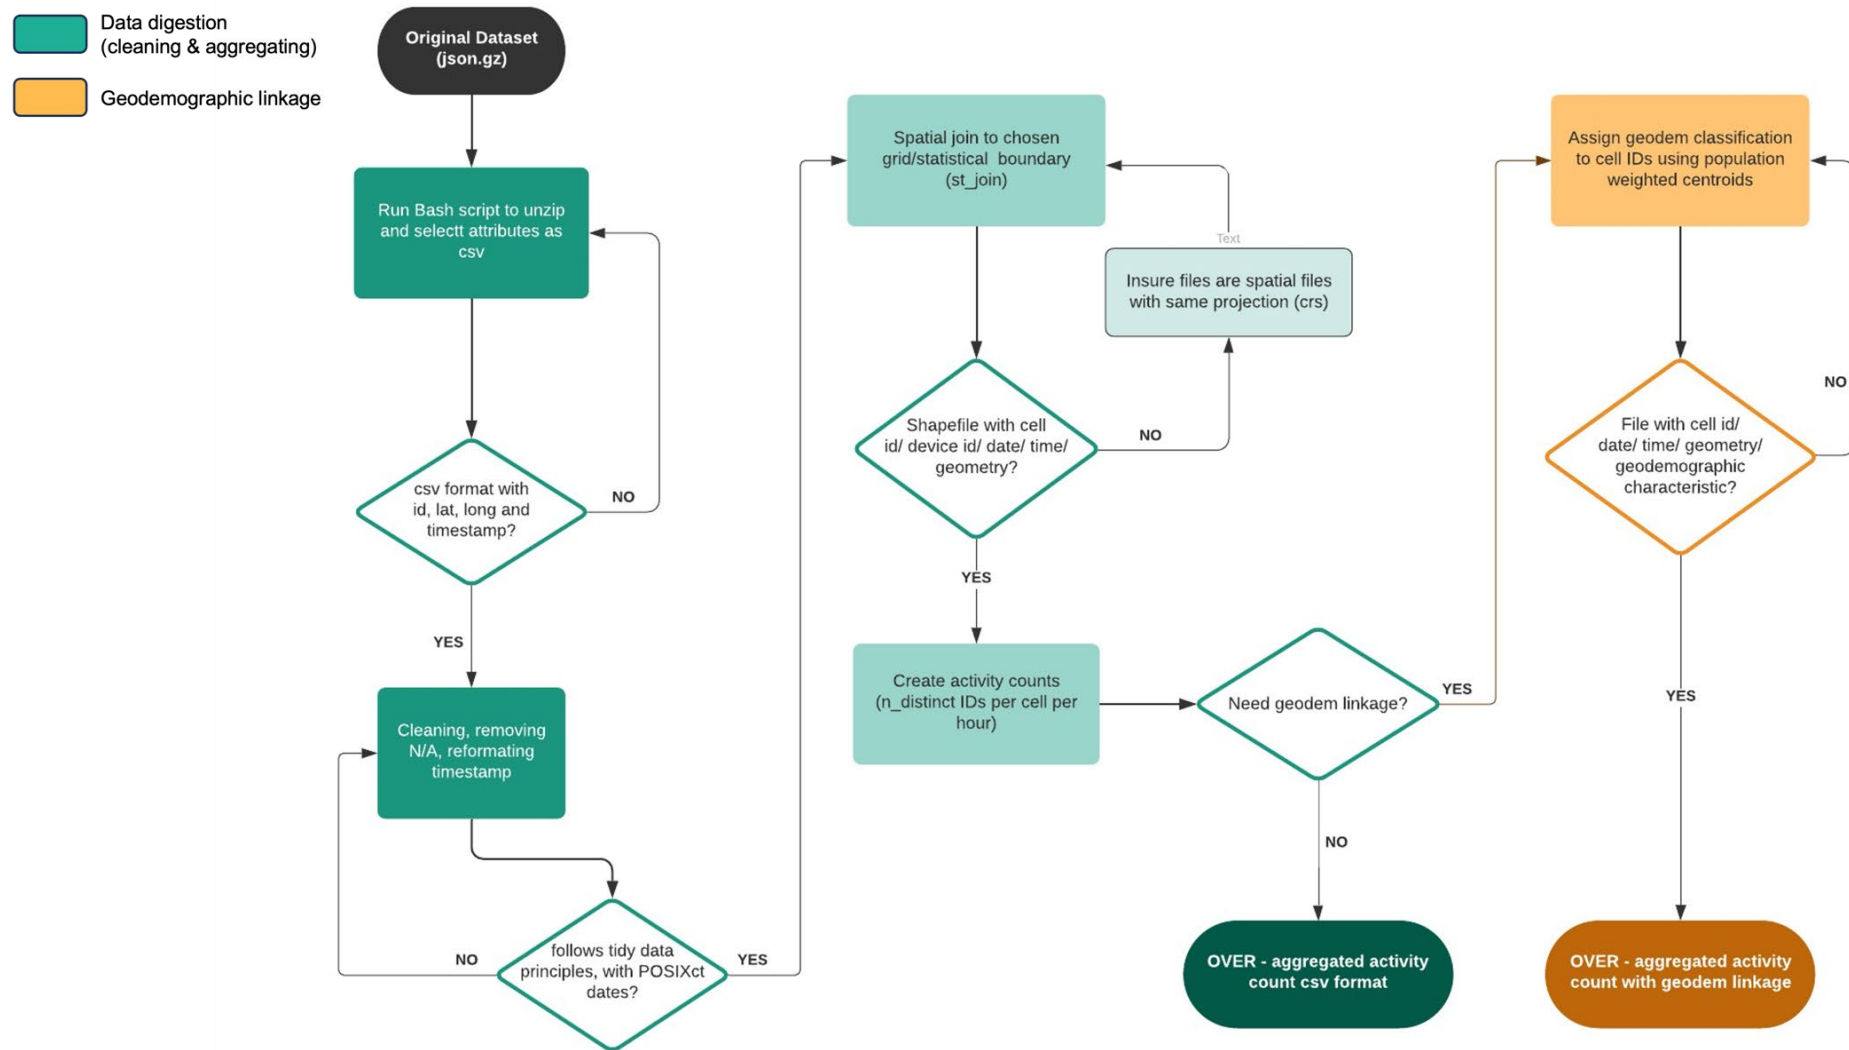 Data digestion
(cleaning & aggregating)
Geodemographic linkage
Original Dataset
(json.gz)
Run Bash script to unzip
and selectt attributes as
csv
csv format with
id, lat, long and
timestamp?
NO
YES
Cleaning, removing
N/A, reformating
timestamp
follows tidy data
principles, with POSIXct
dates?
NO
YES
Spatial join to chosen
grid/statistical boundary
(st_join)
Text
Insure files are spatial files
with same projection (crs)
Shapefile with cell
id/ device id/ date/ time/
geometry?
NO
YES
Create activity counts
(n_distinct IDs per cell per
hour)
Need geodem linkage?
YES
NO
OVER - aggregated activity
count csv format
Assign geodem classification
to cell IDs using population
weighted centroids
File with cell id/
date/ time/ geometry/
geodemographic
characteristic?
NO
YES
OVER - aggregated activity
count with geodem linkage